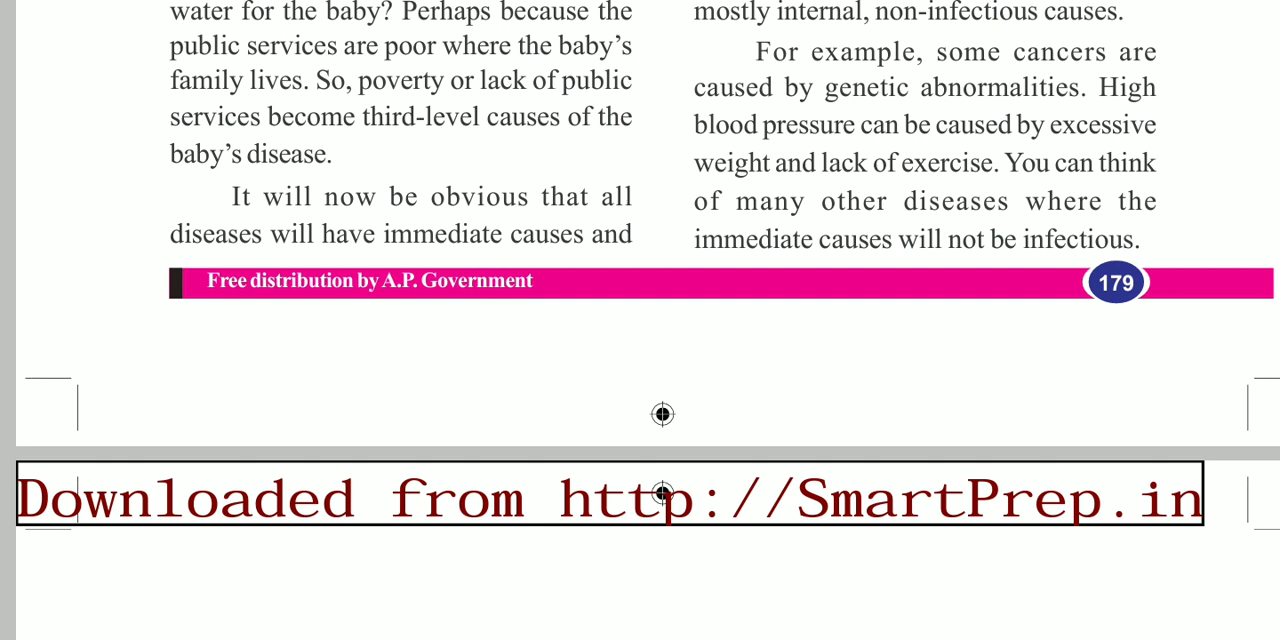 water for the baby? Perhaps because the
public services are poor where the baby’s
family lives. So, poverty or lack of public
services become third-level causes of the
baby’s disease.
It will now be obvious that all
diseases will have immediate causes and
mostly internal, non-infectious causes.
For example, some cancers are
caused by genetic abnormalities. High
blood pressure can be caused by excessive
weight and lack of exercise. You can think
of many other diseases where the
immediate causes will not be infectious.
Free distribution by A.P. Government
179
Downloaded from http://SmartPrep.in